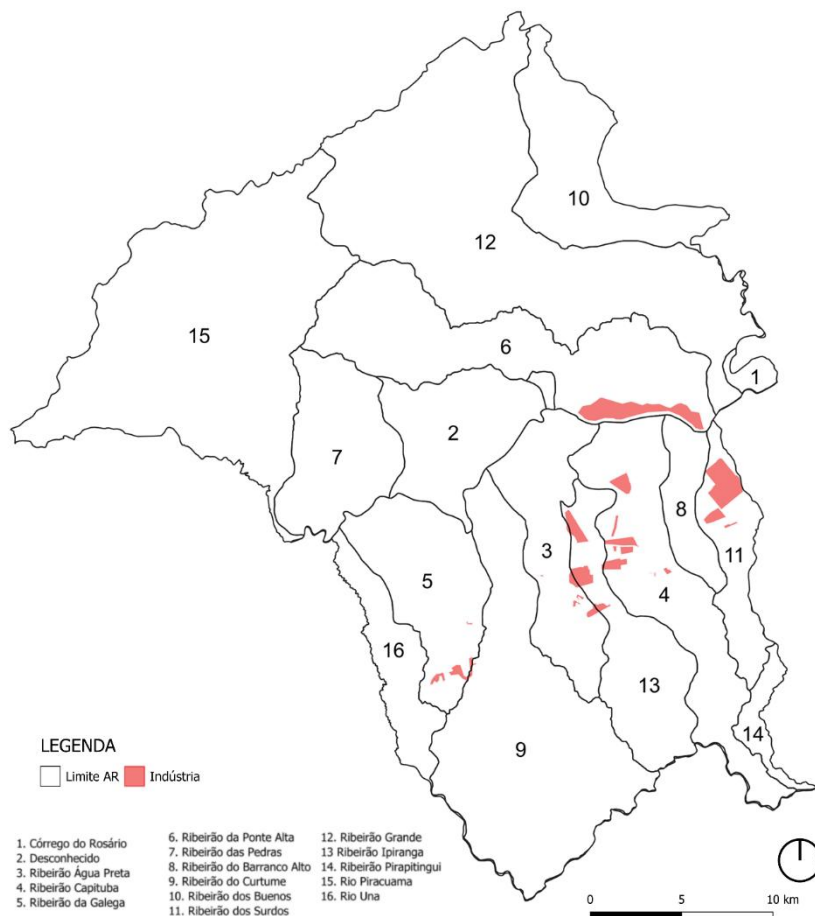 10
12
15
6
1
2
7
8
3
11
5
4
16
13
9
14
LEGENDA
Limite AR Indústria
1. Córrego do Rosário
2. Desconhecido
3. Ribeirão Água Preta
4. Ribeirão Capituba
5. Ribeirão da Galega
6. Ribeirão da Ponte Alta
7. Ribeirão das Pedras
8. Ribeirão do Barranco Alto
9. Ribeirão do Curtume
10. Ribeirão dos Buenos
11. Ribeirão dos Surdos
12. Ribeirão Grande
13 Ribeirão Ipiranga
14. Ribeirão Pirapitingui
15. Rio Piracuama
16. Rio Una
0 5 10 km